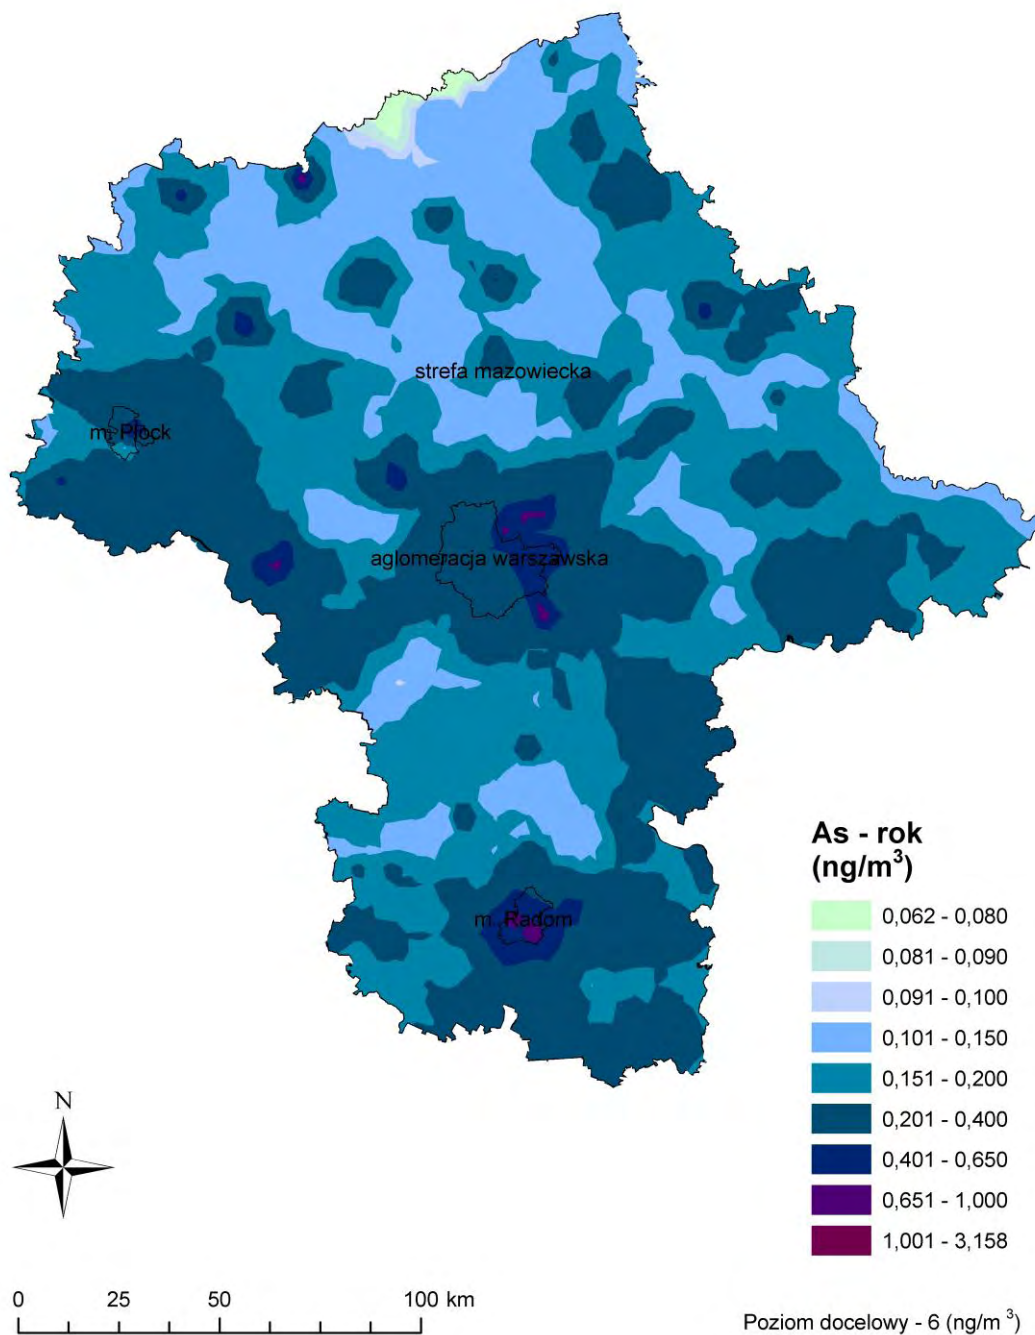 strefa mazowiecka
m. Płock
aglomeracja warszawska
m. Radom
As - rok
(ng/m³)
0,062 - 0,080
0,081 - 0,090
0,091 - 0,100
0,101 - 0,150
0,151 - 0,200
0,201 - 0,400
0,401 - 0,650
0,651 - 1,000
1,001 - 3,158
N
0 25 50 100 km
Poziom docelowy - 6 (ng/m ³)